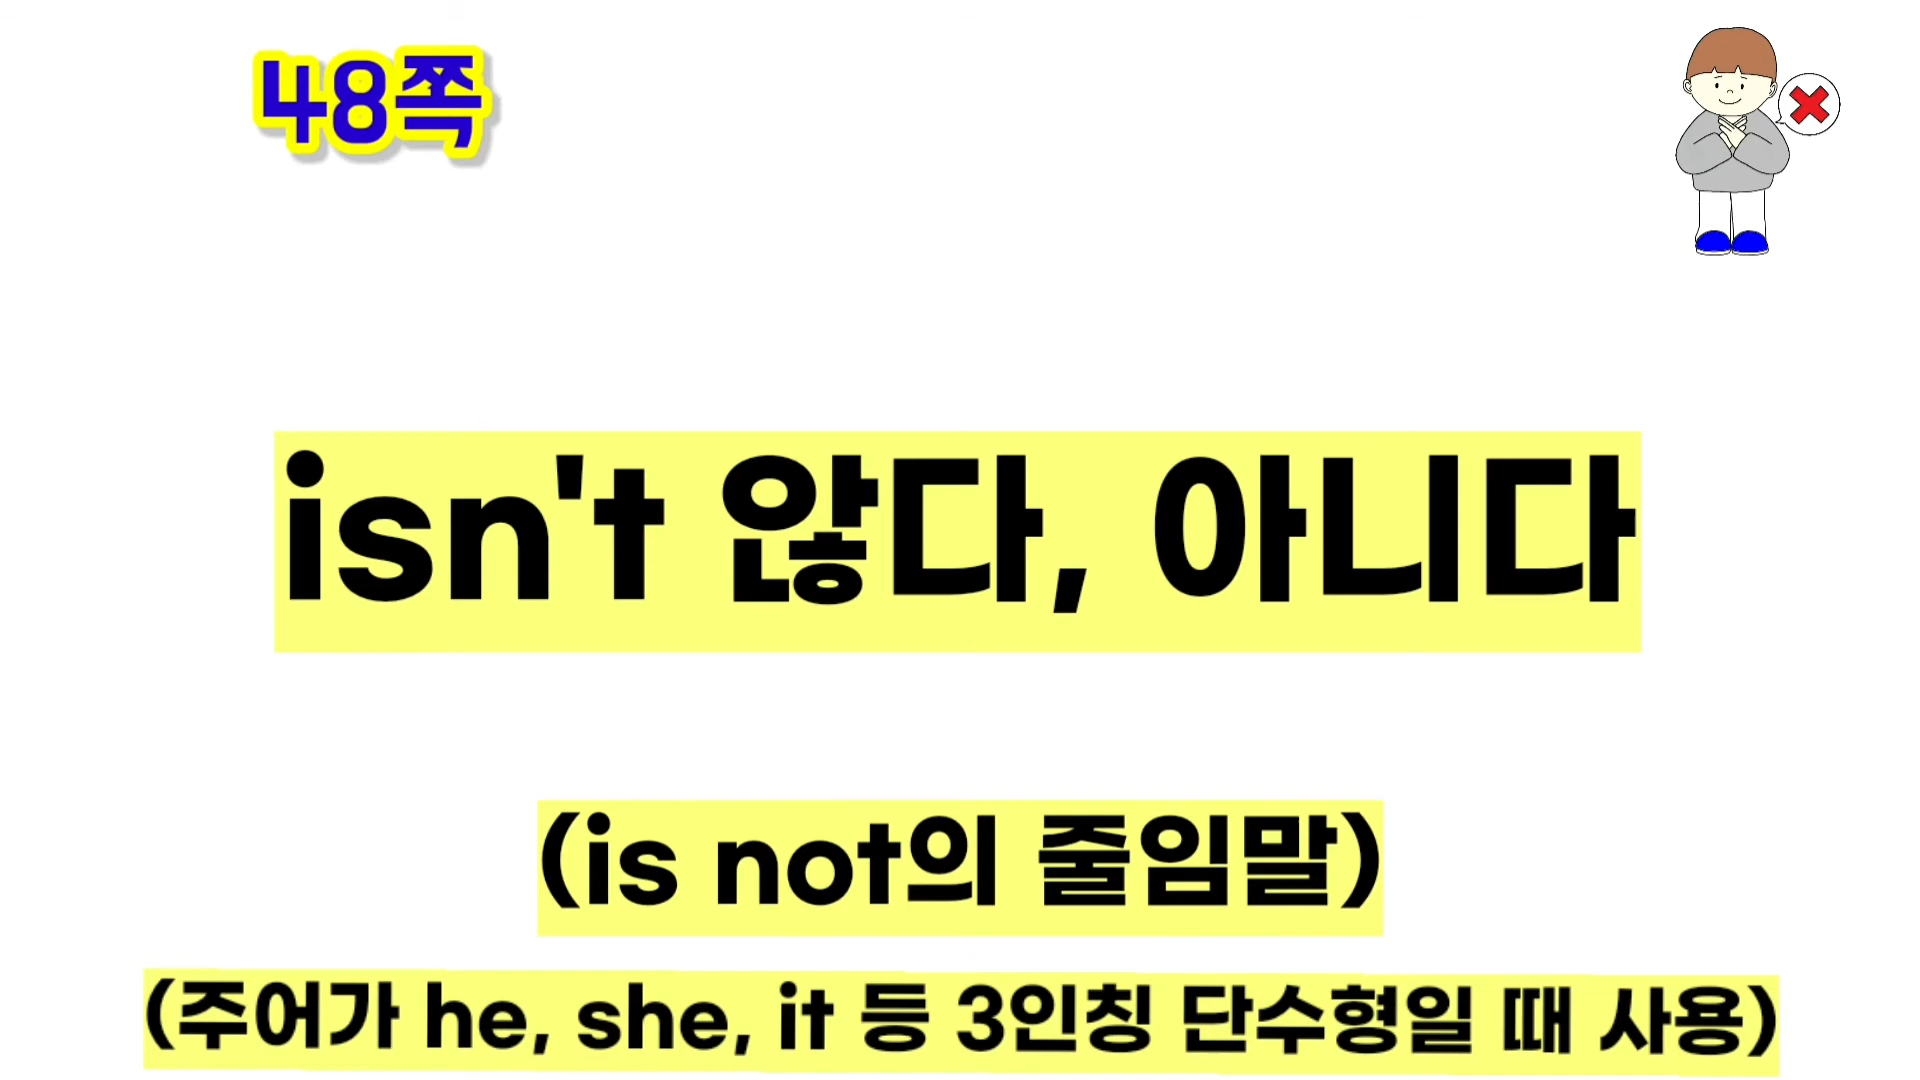 48쪽
isn't 않다, 아니다
(is not의 줄임말)
(주어가 he, she, it 등 3인칭 단수형일 때 사용)